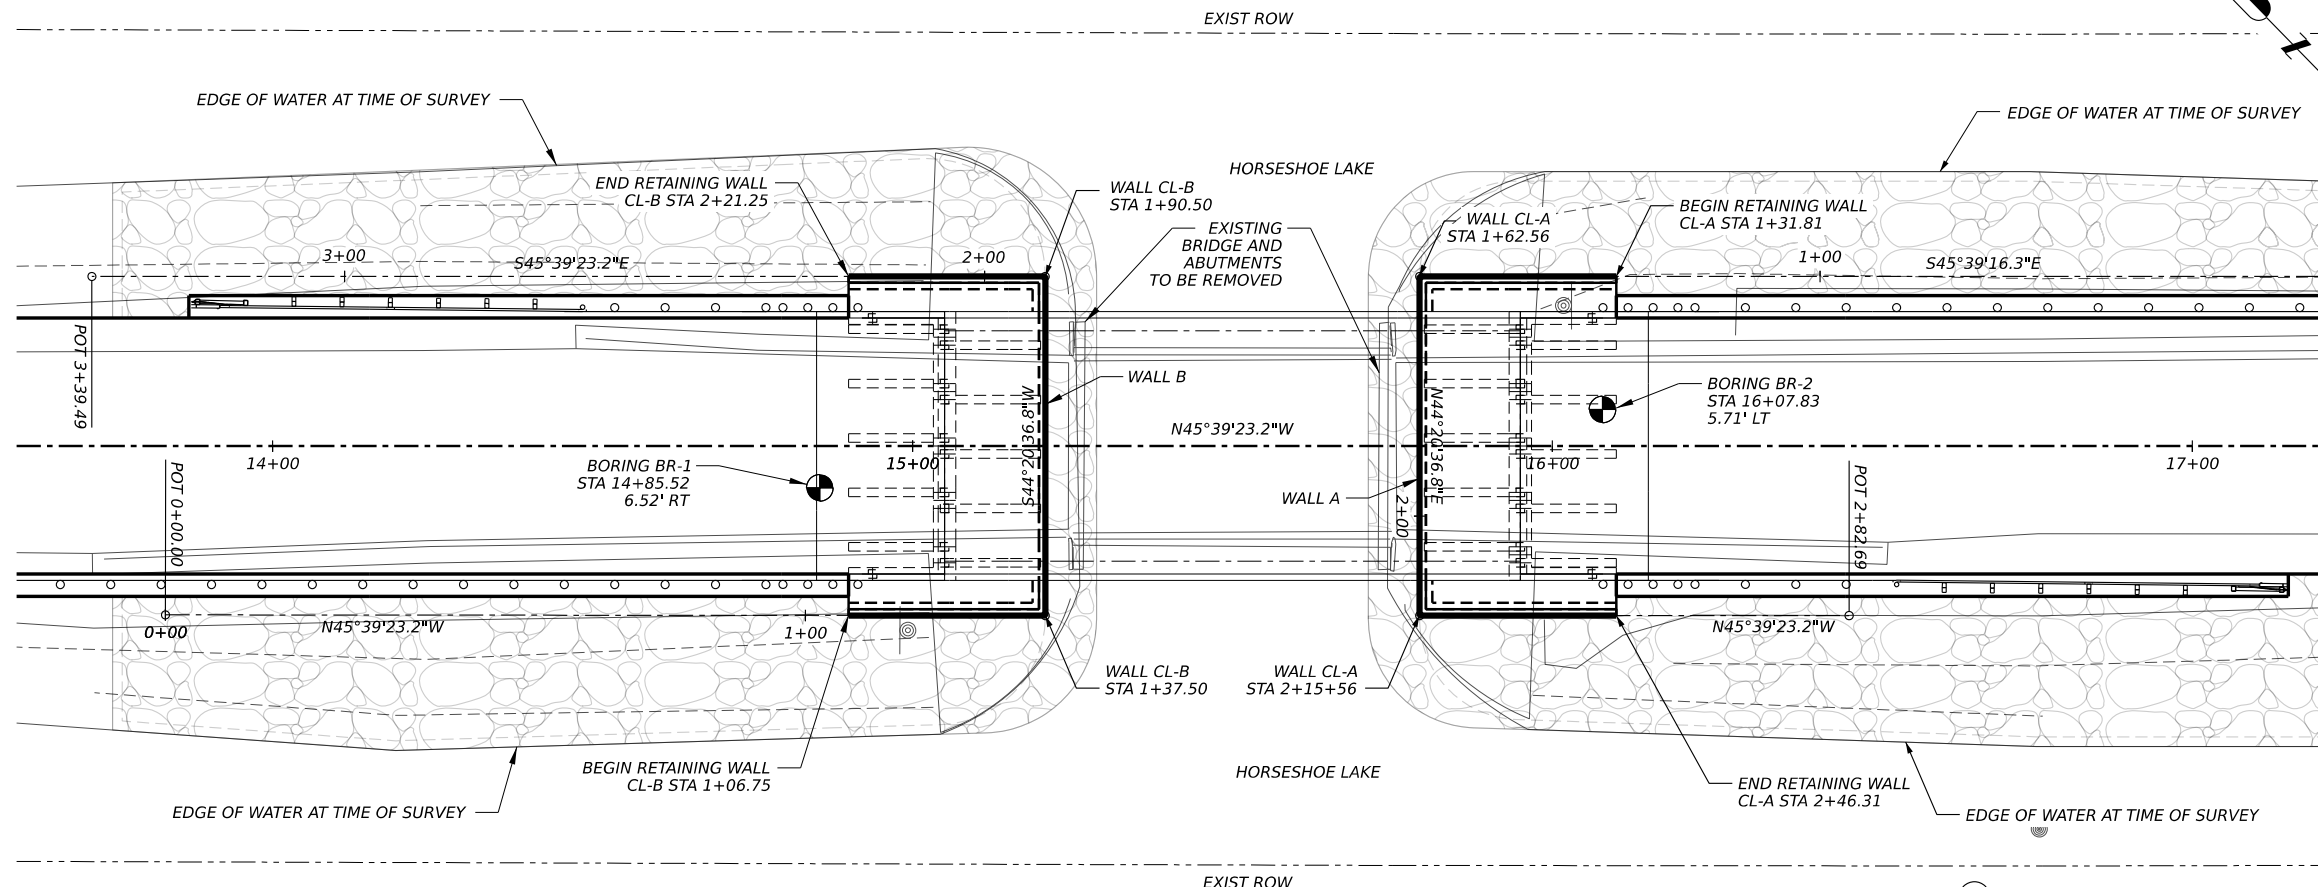 EXIST ROW
EDGE OF WATER AT TIME OF SURVEY
EDGE OF WATER AT TIME OF SURVEY
HORSESHOE LAKE
END RETAINING WALL
CL-B STA 2+21.25
WALL CL-B
STA 1+90.50
EXISTING
BRIDGE AND
ABUTMENTS
TO BE REMOVED
WALL CL-A
STA 1+62.56
BEGIN RETAINING WALL
CL-A STA 1+31.81
3+00
S45°39'23.2"E
2+00
1+00
S45°39'16.3"E
POT 3+39.49
WALL B
S44°20'36.8"W
N45°39'23.2"W
N44°20'36.8"E
BORING BR-2
STA 16+07.83
5.71' LT
14+00
15+00
16+00
17+00
BORING BR-1
STA 14+85.52
6.52' RT
WALL A
2+00
POT 0+00.00
POT 2+82.69
0+00
N45°39'23.2"W
1+00
N45°39'23.2"W
WALL CL-B
STA 1+37.50
WALL CL-A
STA 2+15+56
BEGIN RETAINING WALL
CL-B STA 1+06.75
HORSESHOE LAKE
END RETAINING WALL
CL-A STA 2+46.31
EDGE OF WATER AT TIME OF SURVEY
EDGE OF WATER AT TIME OF SURVEY
EXIST ROW